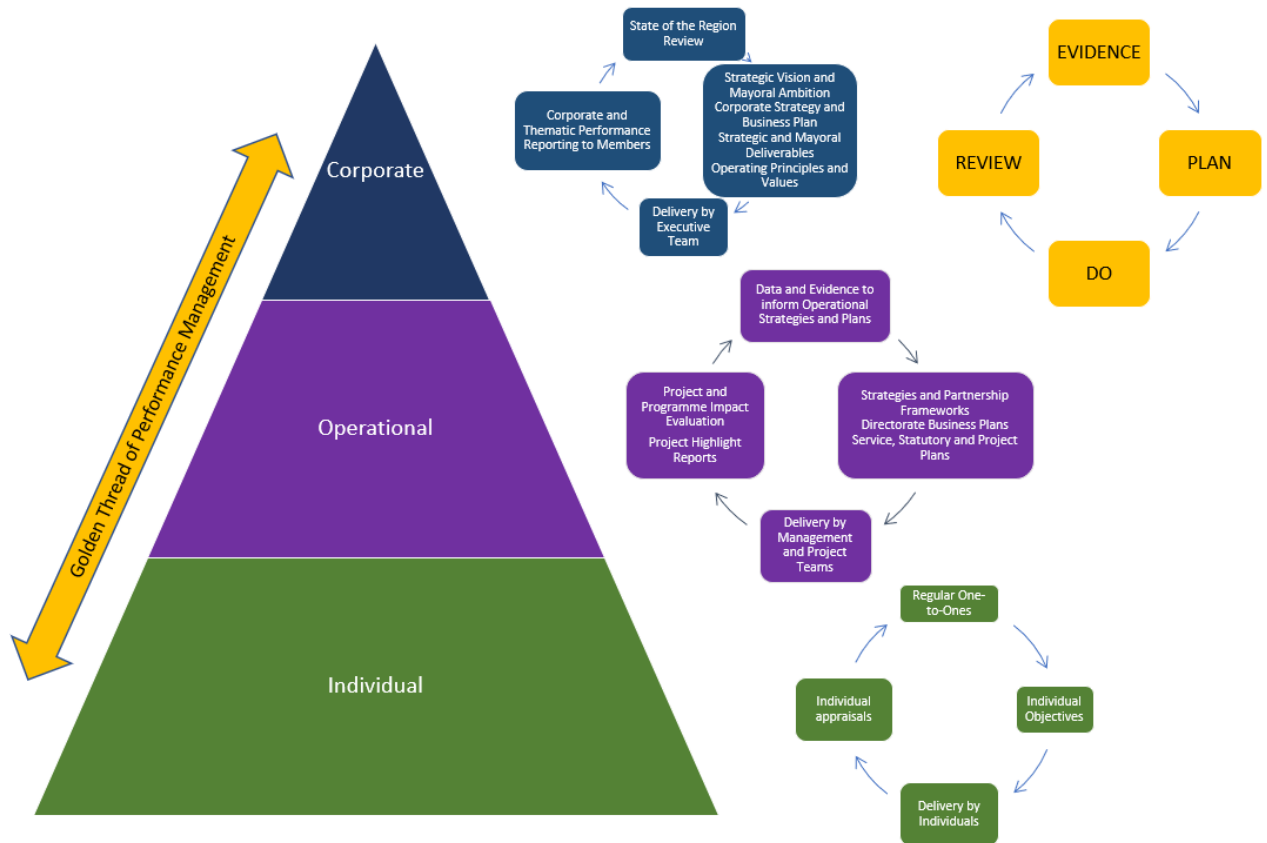 Golden Thread of Performance Management
Corporate
Operational
Individual
State of the Region
Review
Strategic Vision and
Mayoral Ambition
Corporate Strategy and
Business Plan
Strategic and Mayoral
Deliverables
Operating Principles and
Values
Delivery by
Executive
Team
Corporate and
Thematic Performance
Reporting to Members
EVIDENCE
PLAN
DO
REVIEW
Data and Evidence to
inform Operational
Strategies and Plans
Strategies and Partnership
Frameworks
Directorate Business Plans
Service, Statutory and Project
Plans
Delivery by
Management
and Project
Teams
Project and
Programme Impact
Evaluation
Project Highlight
Reports
Regular One-
to-Ones
Individual
Objectives
Delivery by
Individuals
Individual
appraisals